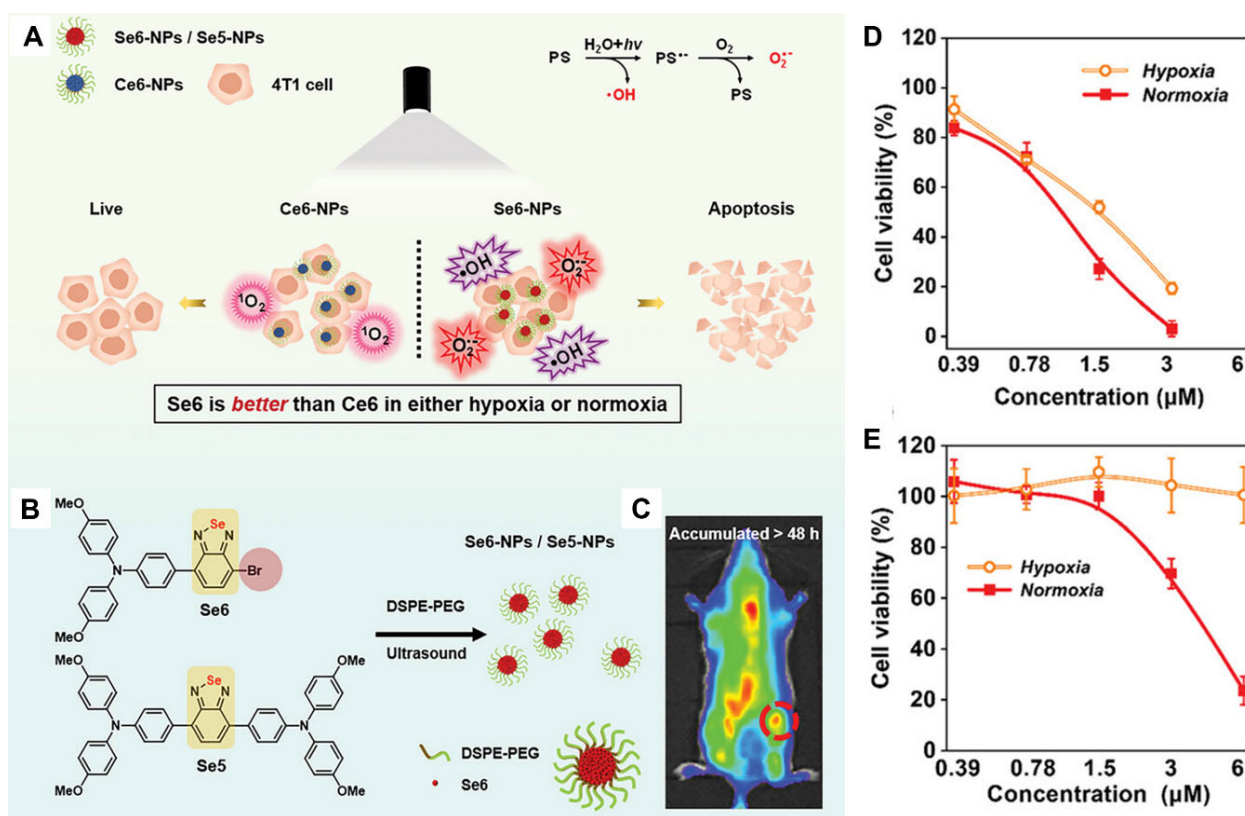 A
Se6-NPs / Se5-NPs
Ce6-NPs
4T1 cell
PS
H₂O+hν
•OH
PS•-
O₂
PS
O₂•-
Live
Ce6-NPs
Se6-NPs
Apoptosis
¹O₂
¹O₂
•OH
O₂•-
O₂•-
•OH
Se6 is better than Ce6 in either hypoxia or normoxia
B
MeO
Se
N
N
N
Br
MeO
Se6
MeO
Se
OMe
N
N
N
N
MeO
Se5
OMe
DSPE-PEG
Ultrasound
Se6-NPs / Se5-NPs
DSPE-PEG
Se6
C
Accumulated > 48 h
D
120
100
80
60
40
20
0
Cell viability (%)
Hypoxia
Normoxia
0.39 0.78 1.5 3 6
Concentration (μM)
E
120
100
80
60
40
20
0
Cell viability (%)
Hypoxia
Normoxia
0.39 0.78 1.5 3 6
Concentration (μM)